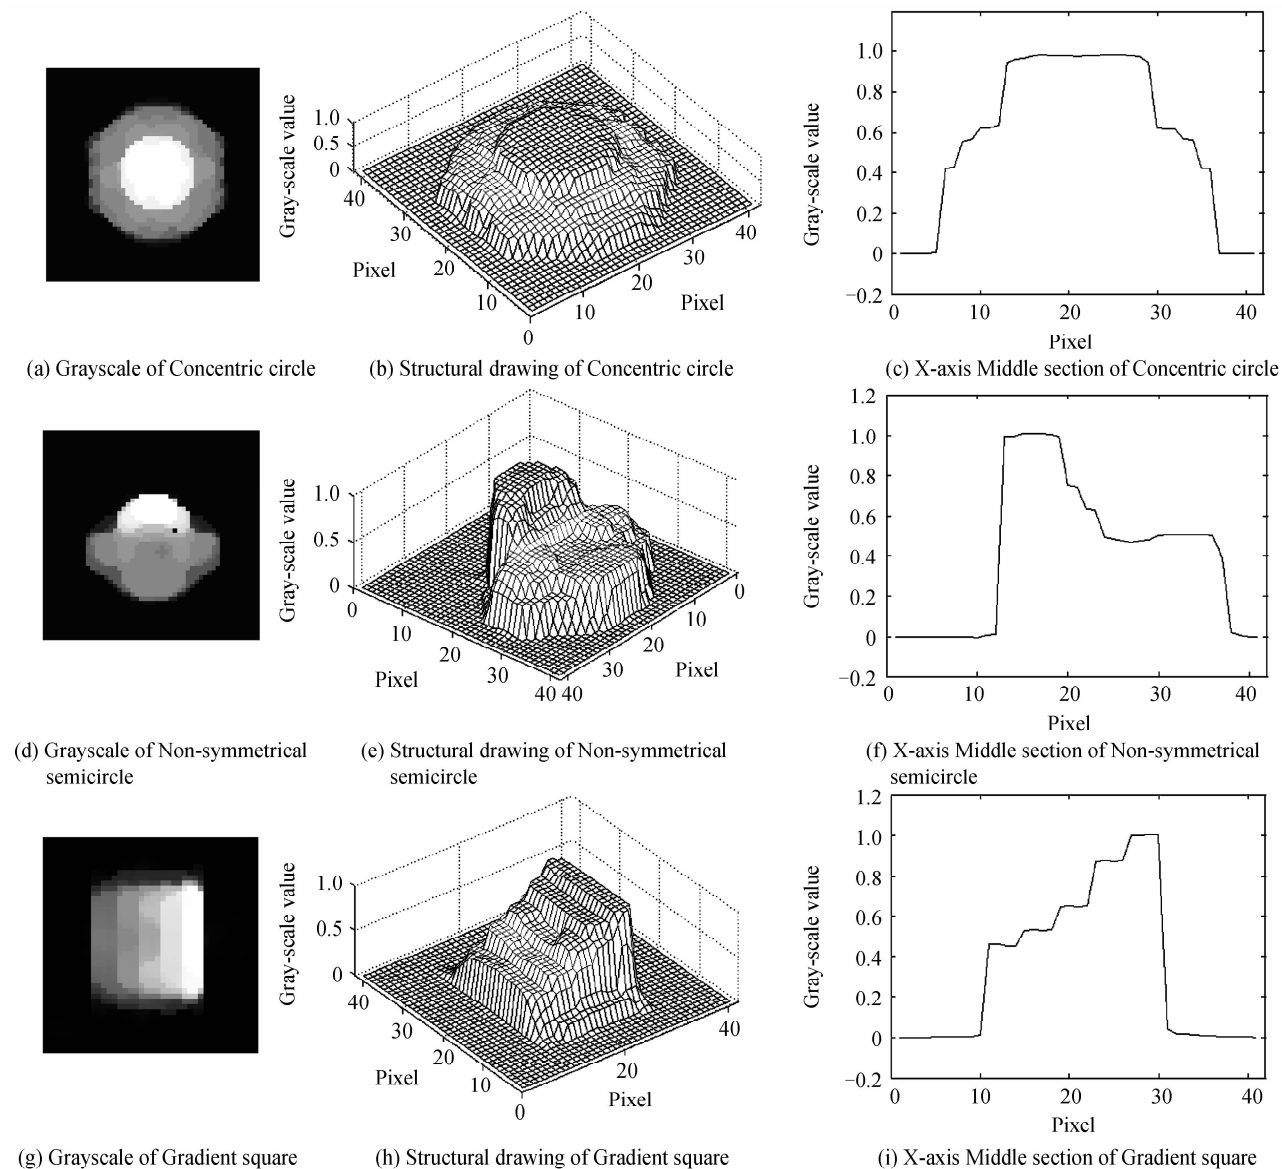 Gray-scale value
1.0
0.5
0
40
30
20
10
0
Pixel
10
20
30
40
Pixel
Gray-scale value
1.0
0.8
0.6
0.4
0.2
0
−0.2
0
10
20
30
40
Pixel
(a) Grayscale of Concentric circle
(b) Structural drawing of Concentric circle
(c) X-axis Middle section of Concentric circle
Gray-scale value
1.0
0.5
0
0
10
20
30
40
Pixel
40
30
20
10
0
Pixel
Gray-scale value
1.2
1.0
0.8
0.6
0.4
0.2
0
−0.2
0
10
20
30
40
Pixel
(d) Grayscale of Non-symmetrical
semicircle
(e) Structural drawing of Non-symmetrical
semicircle
(f) X-axis Middle section of Non-symmetrical
semicircle
Gray-scale value
1.0
0.5
0
40
30
20
10
0
Pixel
20
40
Pixel
Gray-scale value
1.2
1.0
0.8
0.6
0.4
0.2
0
−0.2
0
10
20
30
40
Pixel
(g) Grayscale of Gradient square
(h) Structural drawing of Gradient square
(i) X-axis Middle section of Gradient square